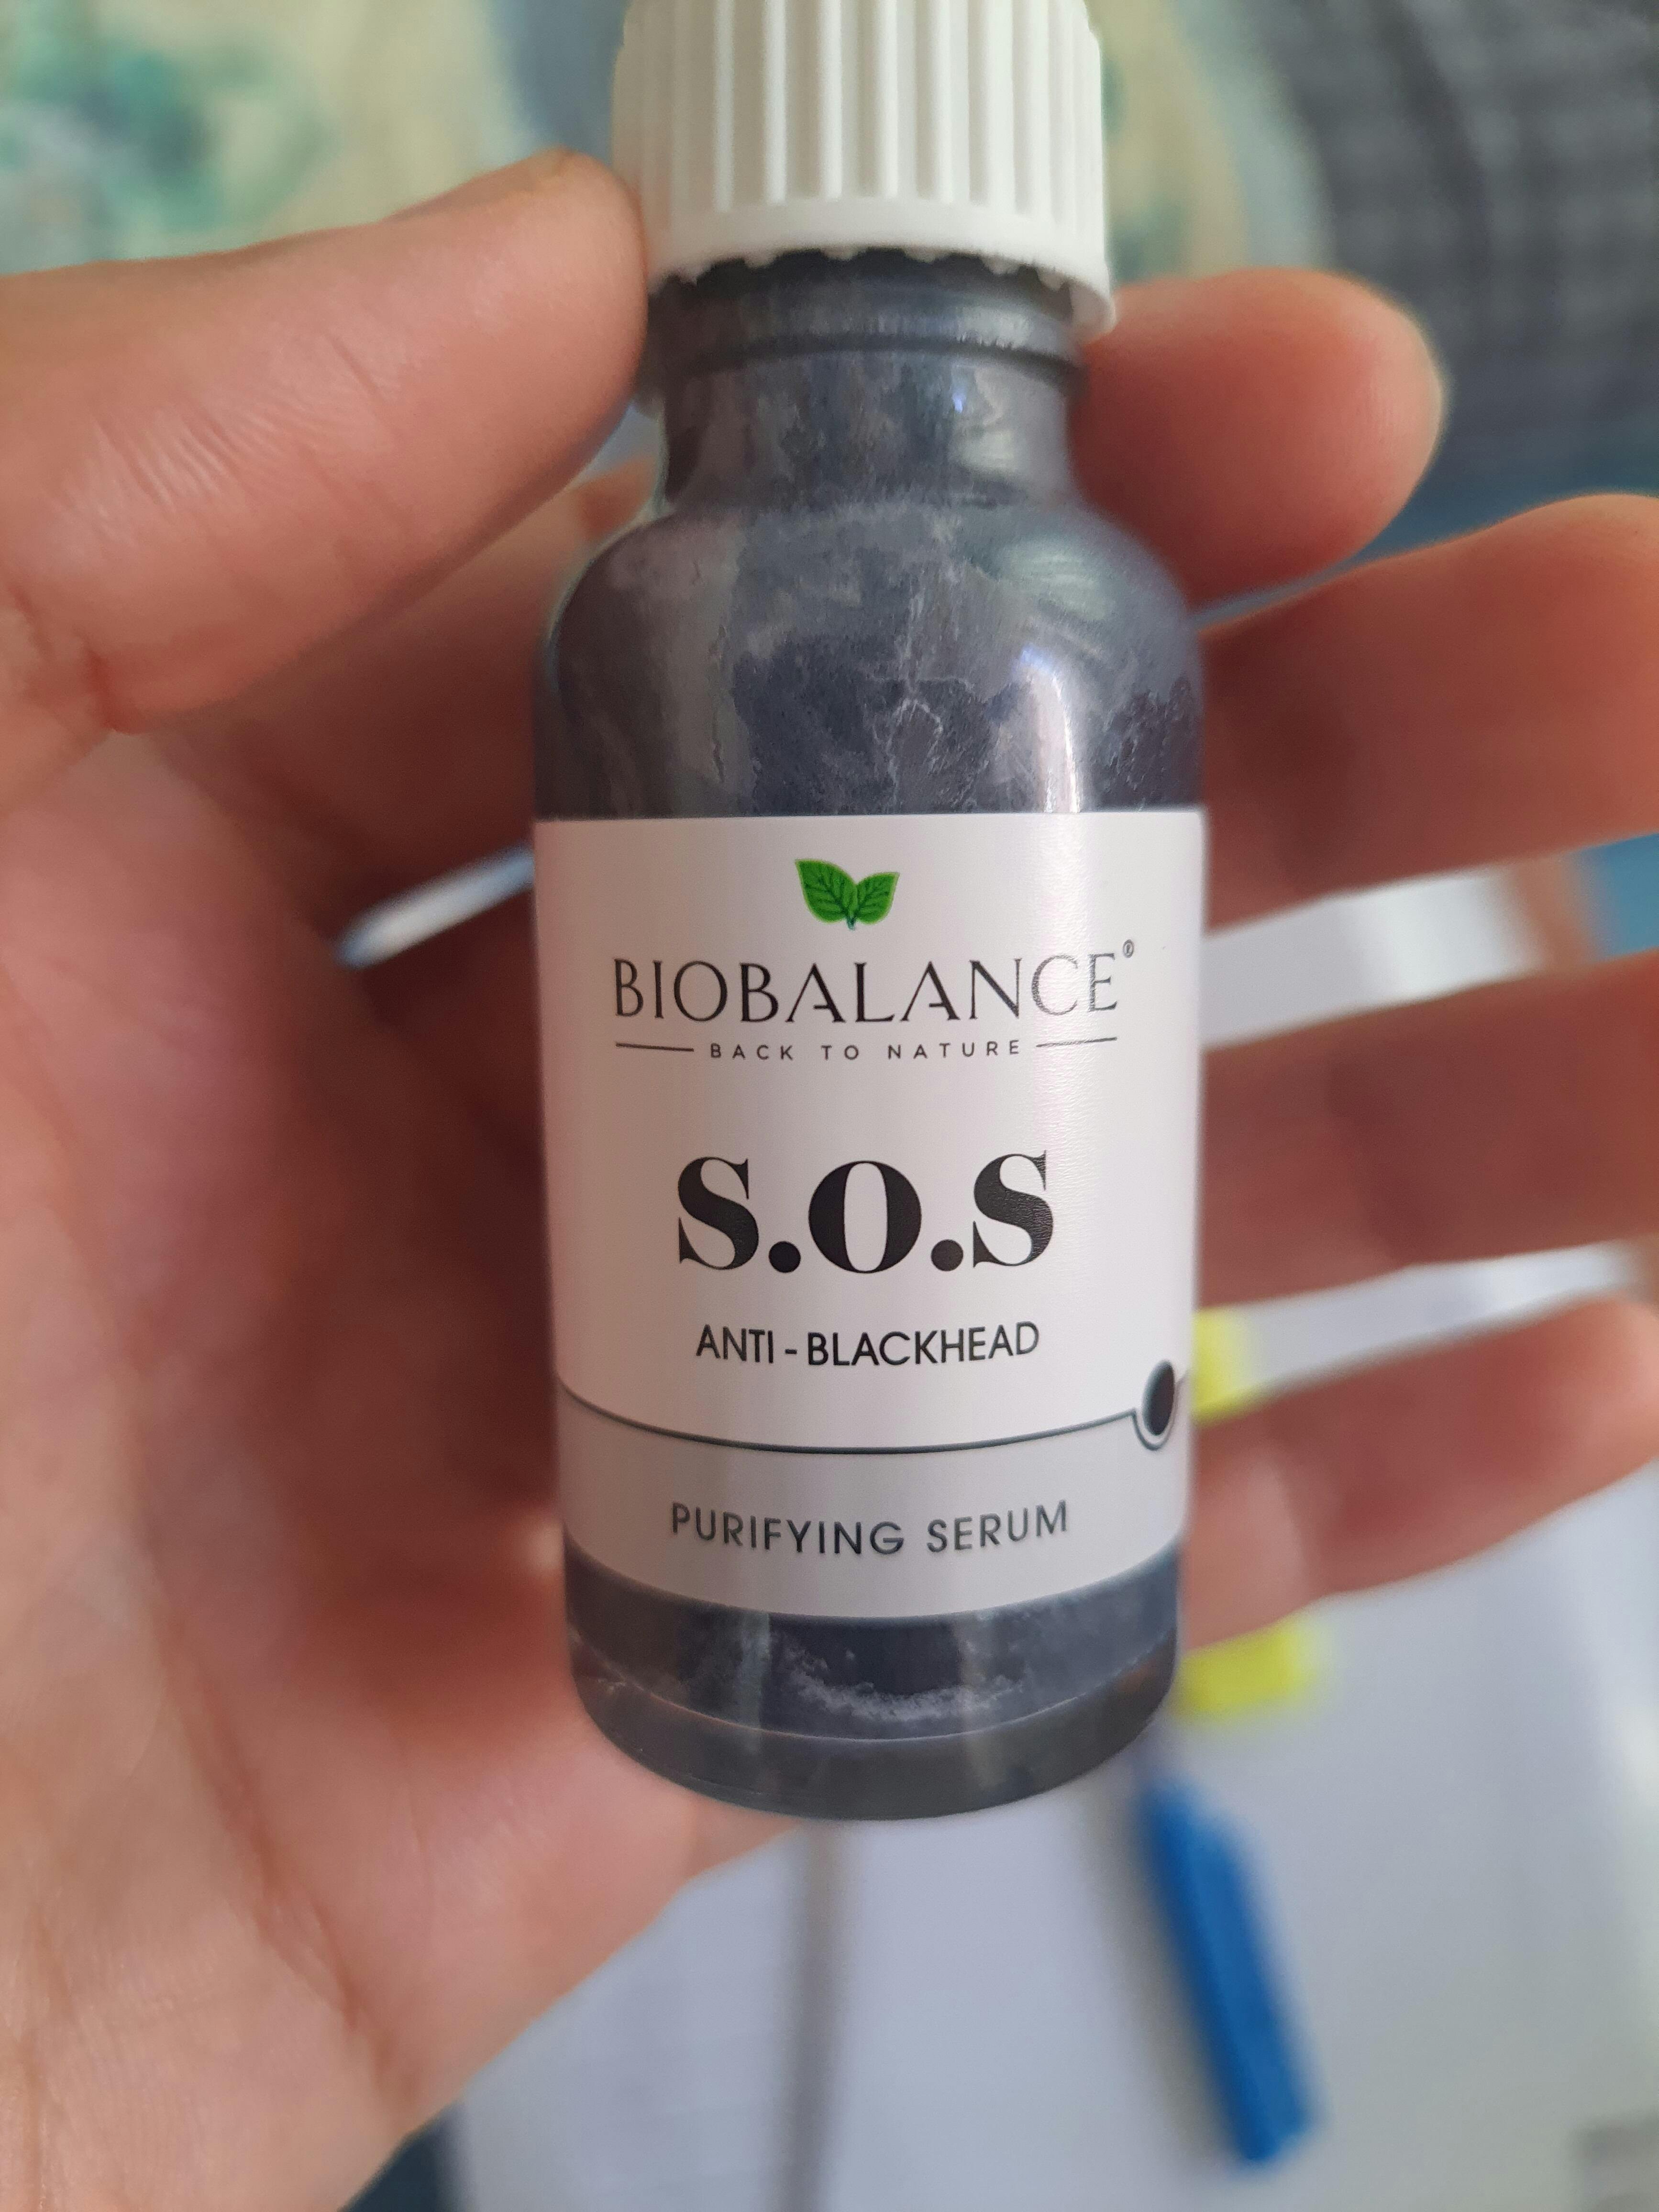 BIOBALANCE®
BACK TO NATURE
S.O.S
ANTI-BLACKHEAD
PURIFYING SERUM